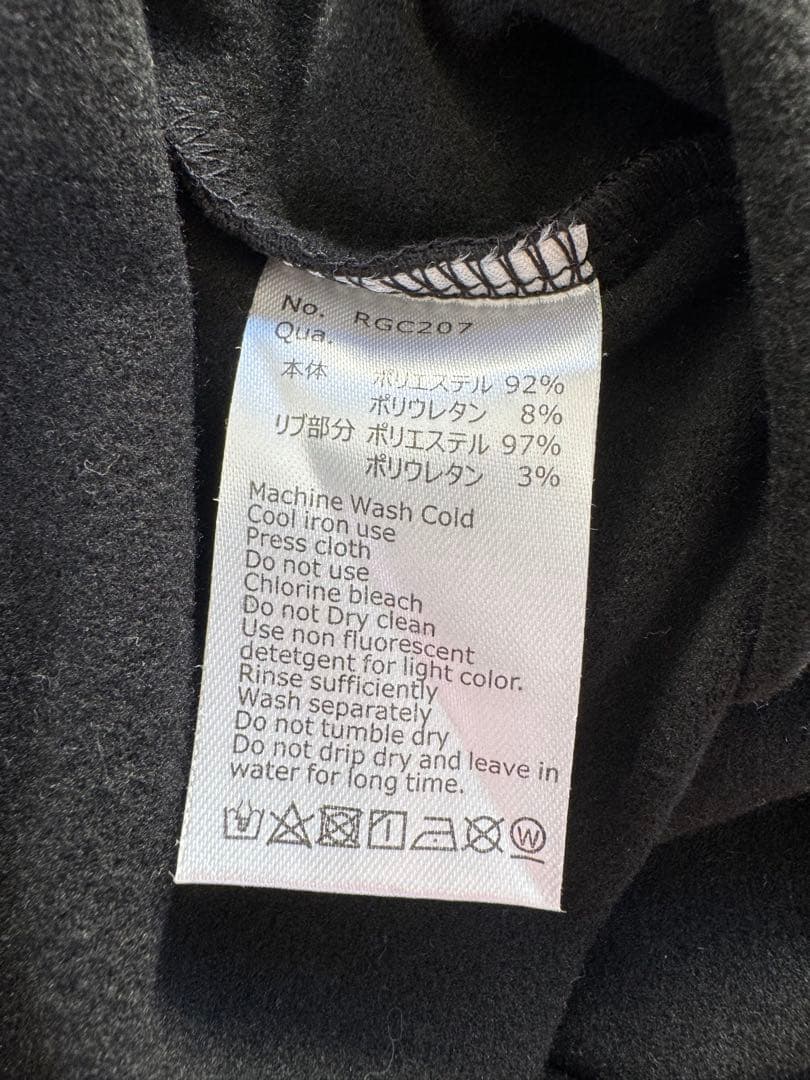 No. RGC207
Qua.
本体 ポリエステル 92%
ポリウレタン 8%
リブ部分 ポリエステル 97%
ポリウレタン 3%
Machine Wash Cold
Cool iron use
Press cloth
Do not use
Chlorine bleach
Do not Dry clean
Use non fluorescent
detetgent for light color.
Rinse sufficiently
Wash separately
Do not tumble dry
Do not drip dry and leave in
water for long time.
W